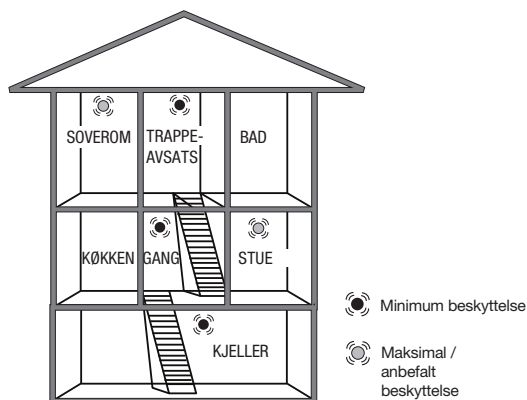 SOVEROM
TRAPPE-
AVSATS
BAD
KØKKEN
GANG
STUE
KJELLER
Minimum beskyttelse
Maksimal /
anbefalt
beskyttelse